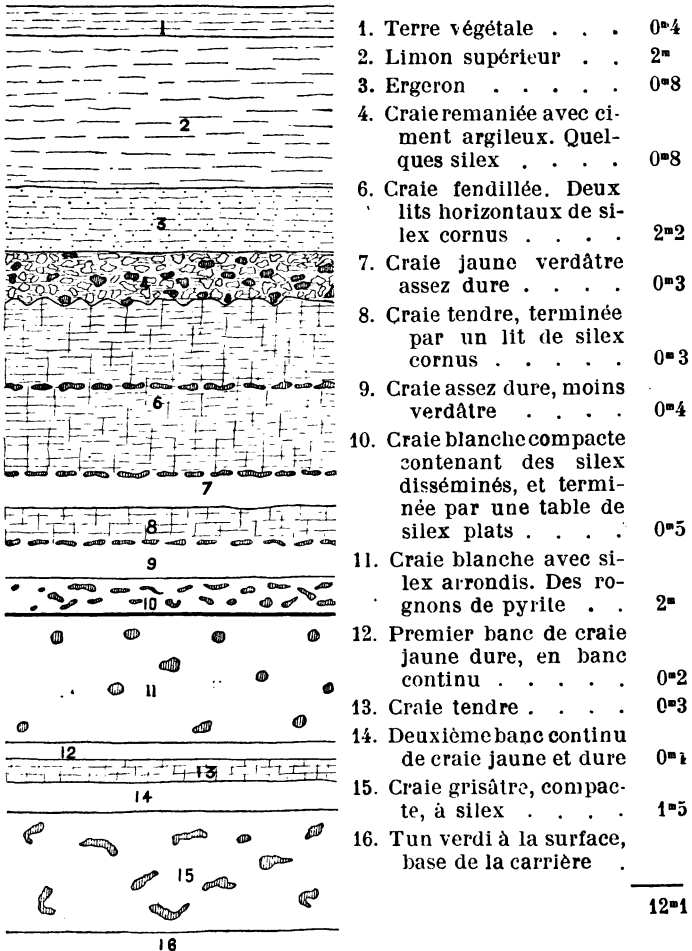 1
2
3
4
6
7
8
9
10
11
12
13
14
15
16
1. Terre végétale . . . 0ᵐ4
2. Limon supérieur . . 2ᵐ
3. Ergeron . . . . . 0ᵐ8
4. Craie remaniée avec ci-
ment argileux. Quel-
ques silex . . . . 0ᵐ8
6. Craie fendillée. Deux
lits horizontaux de si-
lex cornus . . . . 2ᵐ2
7. Craie jaune verdâtre
assez dure . . . . 0ᵐ3
8. Craie tendre, terminée
par un lit de silex
cornus . . . . . 0ᵐ3
9. Craie assez dure, moins
verdâtre . . . . 0ᵐ4
10. Craie blanche compacte
contenant des silex
disséminés, et termi-
née par une table de
silex plats . . . . 0ᵐ5
11. Craie blanche avec si-
lex arrondis. Des ro-
gnons de pyrite . . 2ᵐ
12. Premier banc de craie
jaune dure, en banc
continu . . . . . 0ᵐ2
13. Craie tendre . . . . 0ᵐ3
14. Deuxième banc continu
de craie jaune et dure
15. Craie grisâtre, compac-
te, à silex . . . . 1ᵐ5
16. Tun verdi à la surface,
base de la carrière .
12ᵐ1